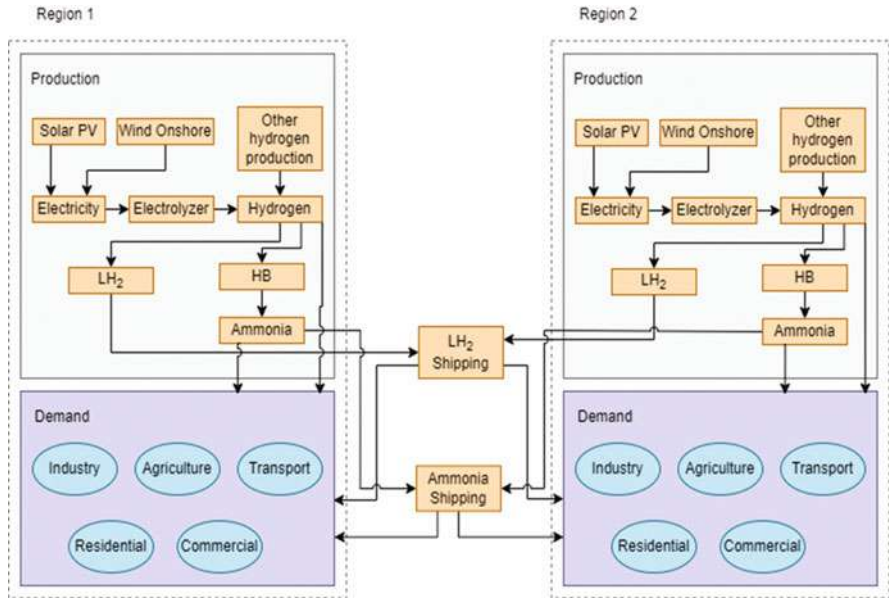 Region 1
Production
Solar PV
Wind Onshore
Other
hydrogen
production
Electricity
Electrolyzer
Hydrogen
LH₂
HB
Ammonia
Demand
Industry
Agriculture
Transport
Residential
Commercial
LH₂
Shipping
Ammonia
Shipping
Region 2
Production
Solar PV
Wind Onshore
Other
hydrogen
production
Electricity
Electrolyzer
Hydrogen
LH₂
HB
Ammonia
Demand
Industry
Agriculture
Transport
Residential
Commercial